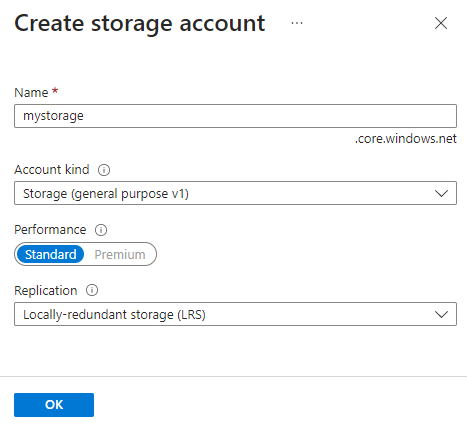 Create storage account ...
Name *
mystorage
.core.windows.net
Account kind
Storage (general purpose v1)
Performance
Standard Premium
Replication
Locally-redundant storage (LRS)
OK